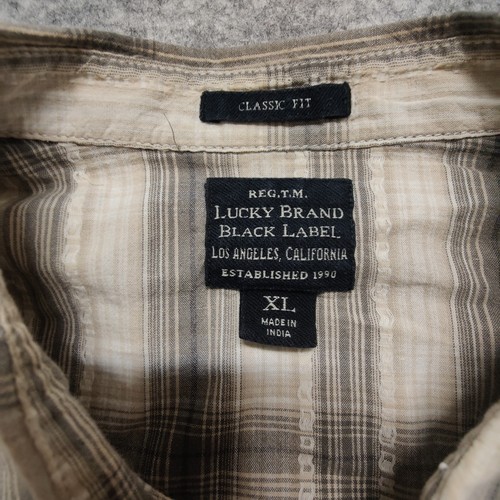 CLASSIC FIT
REG.T.M.
LUCKY BRAND
BLACK LABEL
LOS ANGELES, CALIFORNIA
ESTABLISHED 1990
XL
MADE IN
INDIA